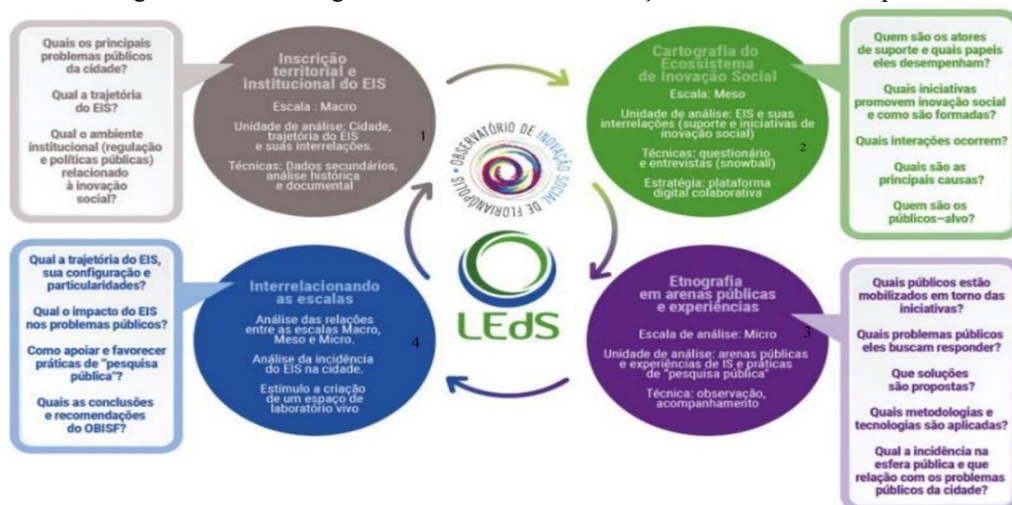 Quais os principais
problemas públicos
da cidade?
Qual a trajetória
do EIS?
Qual o ambiente
institucional (regulação
e políticas públicas)
relacionado
à inovação
social?
Inscrição
territorial e
institucional do EIS
Escala : Macro
Unidade de análise: Cidade,
trajetória do EIS
e suas interrelações.
Técnicas: Dados secundários,
análise histórica
e documental
1
OBSERVATÓRIO DE INOVAÇÃO SOCIAL DE FLORIANÓPOLIS
LEdS
Cartografia do
Ecossistema
de Inovação Social
Escala: Meso
Unidade de análise: EIS e suas
interrelações (suporte e iniciativas de
inovação social)
Técnicas: questionário
e entrevistas (snowball)
Estratégia: plataforma
digital colaborativa
2
Quem são os atores
de suporte e quais papeis
eles desempenham?
Quais iniciativas
promovem inovação social
e como são formadas?
Quais interações ocorrem?
Quais são as
principais causas?
Quem são os
públicos-alvo?
Etnografia
em arenas públicas
e experiências
Escala de análise: Micro
Unidade de análise: arenas públicas
e experiências de IS e práticas
de "pesquisa pública"
Técnica: observação,
acompanhamento
3
Quais públicos estão
mobilizados em torno das
iniciativas?
Quais problemas públicos
eles buscam responder?
Que soluções
são propostas?
Quais metodologias e
tecnologias são aplicadas?
Qual a incidência na
esfera pública e que
relação com os problemas
públicos da cidade?
Interrelacionando
as escalas
Análise das relações
entre as escalas Macro,
Meso e Micro.
Análise da incidência
do EIS na cidade.
Estímulo a criação
de um espaço de
laboratório vivo
4
Qual a trajetória do EIS,
sua configuração e
particularidades?
Qual o impacto do EIS
nos problemas públicos?
Como apoiar e favorecer
práticas de "pesquisa
pública"?
Quais as conclusões
e recomendações
do OBISF?